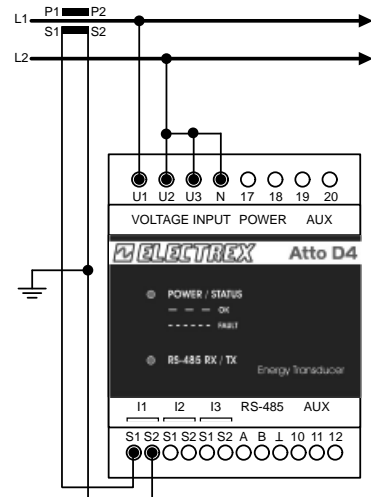 P1 P2
L1
S1 S2
L2
U1 U2 U3 N 17 18 19 20
VOLTAGE INPUT POWER AUX
ELECTREX Atto D4
POWER / STATUS
— — — OK
------ FAULT
RS-485 RX / TX
Energy Transducer
I1 I2 I3 RS-485 AUX
S1 S2 S1 S2 S1 S2 A B ⊥ 10 11 12